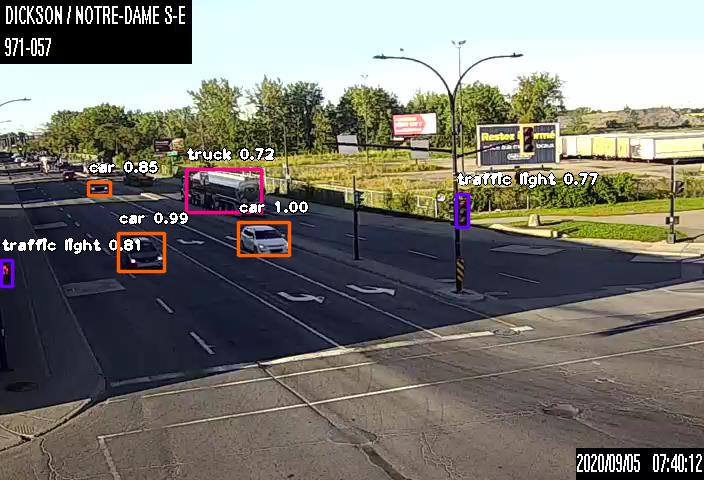 DICKSON / NOTRE-DAME S-E
971-057
truck 0.72
car 0.85
traffic light 0.77
car 1.00
car 0.99
traffic light 0.81
Restez
2020/09/05 07:40:12